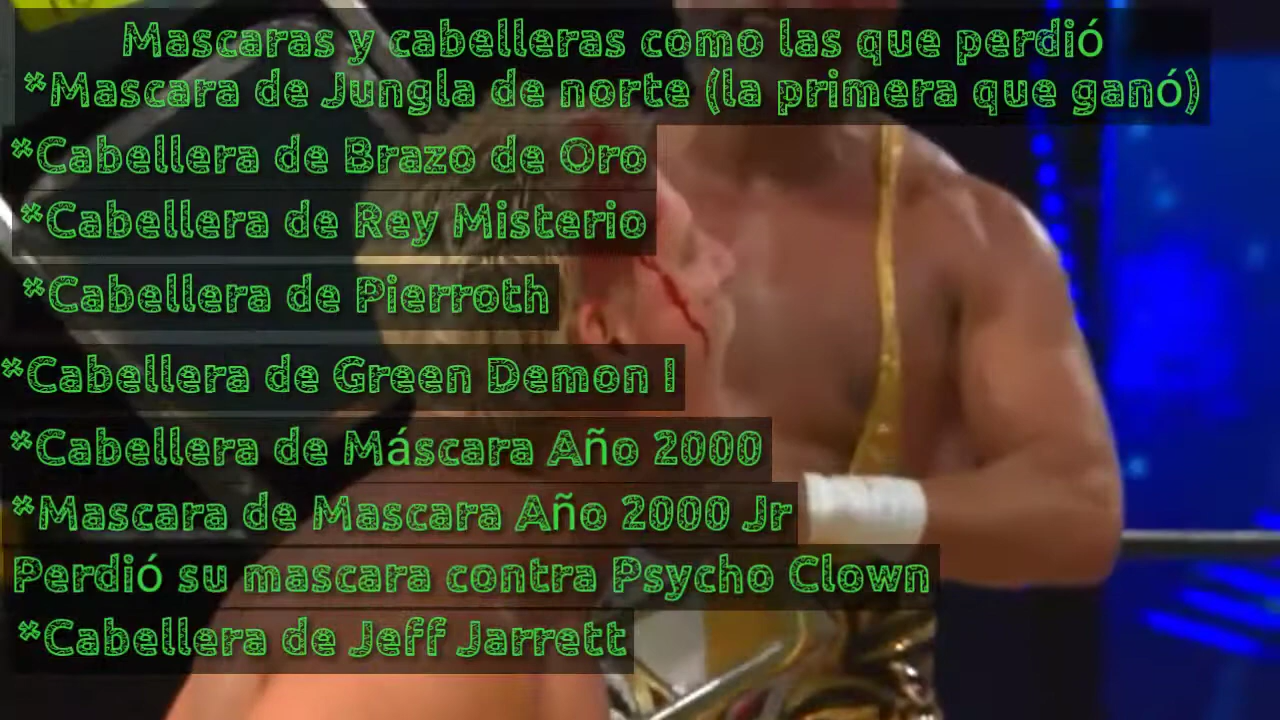 Mascaras y cabelleras como las que perdió
*Mascara de Jungla de norte (la primera que ganó)
*Cabellera de Brazo de Oro
*Cabellera de Rey Misterio
*Cabellera de Pierroth
*Cabellera de Green Demon I
*Cabellera de Máscara Año 2000
*Mascara de Mascara Año 2000 Jr
Perdió su mascara contra Psycho Clown
*Cabellera de Jeff Jarrett